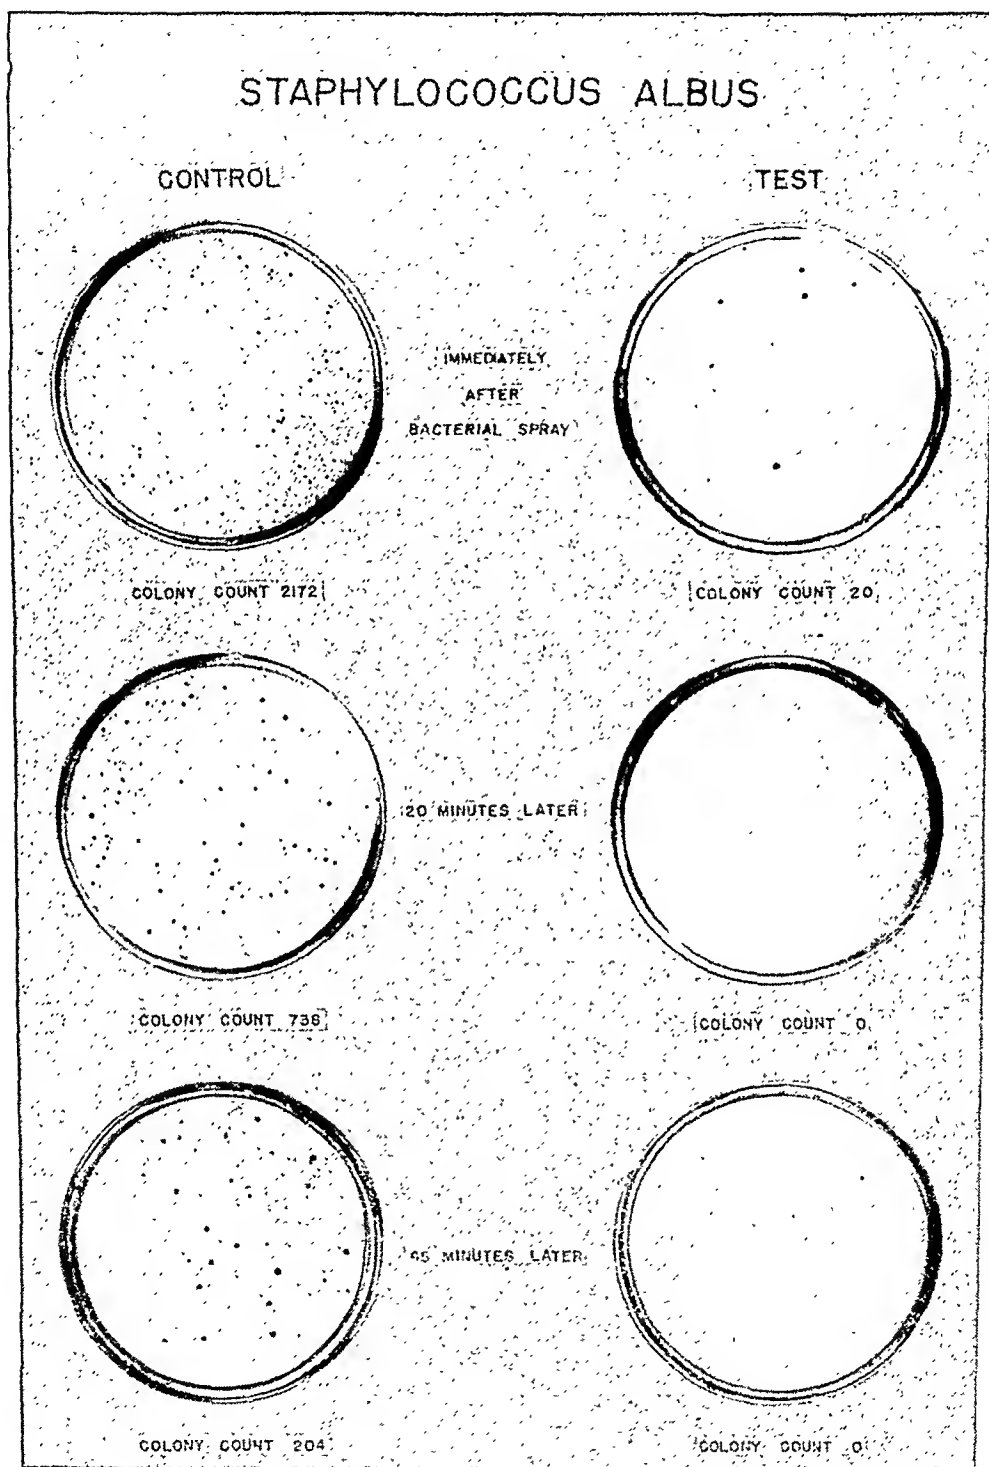 STAPHYLOCOCCUS ALBUS
CONTROL
TEST
IMMEDIATELY
AFTER
BACTERIAL SPRAY
COLONY COUNT 2172
COLONY COUNT 20
20 MINUTES LATER
COLONY COUNT 736
COLONY COUNT 0
MINUTES LATER
COLONY COUNT 204
COLONY COUNT 0